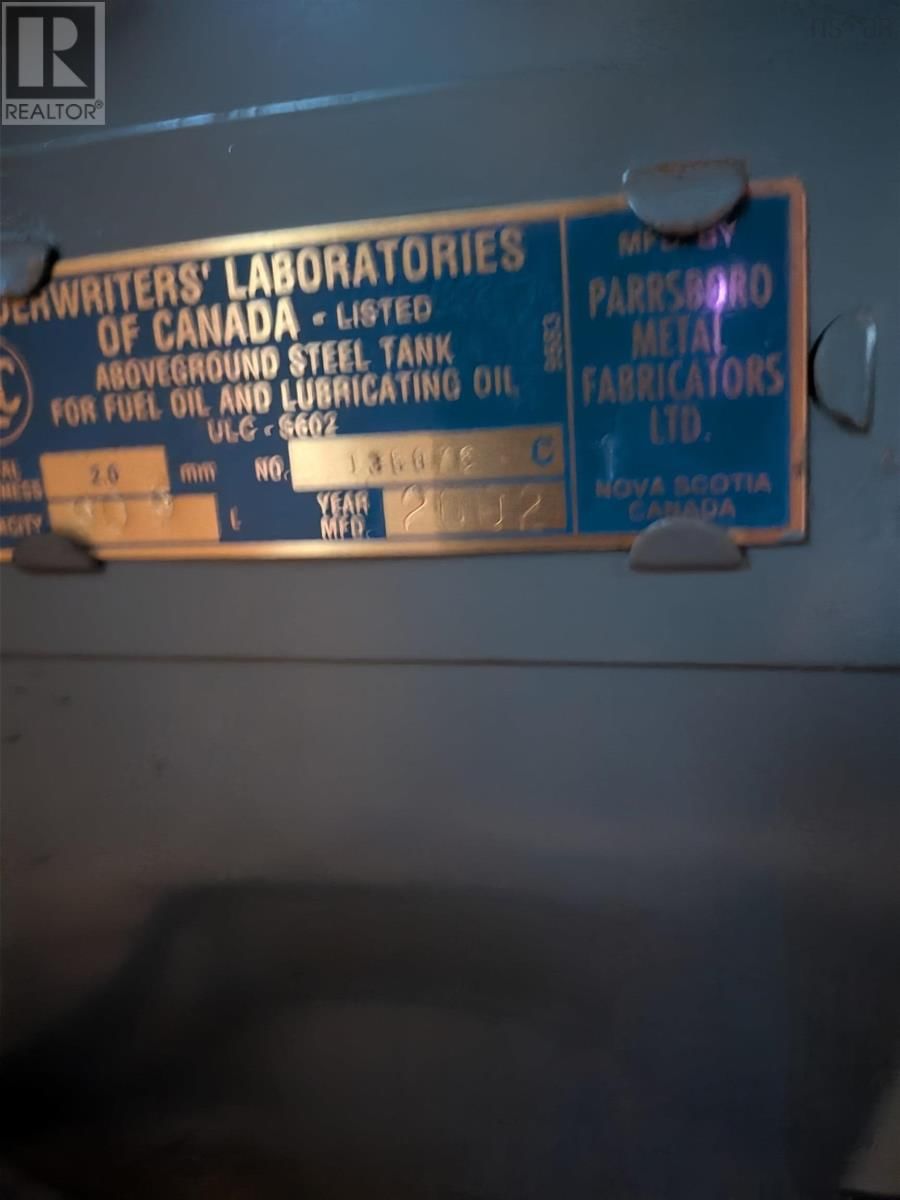 REALTOR®
LABORATORIES
OF CANADA - LISTED
ABOVEGROUND STEEL TANK
FOR FUEL OIL AND LUBRICATING OIL
ULC - S602
2.0 mm NO. C
L YEAR MFD. 2002
MFD. BY
PARRSBORO
METAL
FABRICATORS
LTD.
NOVA SCOTIA
CANADA